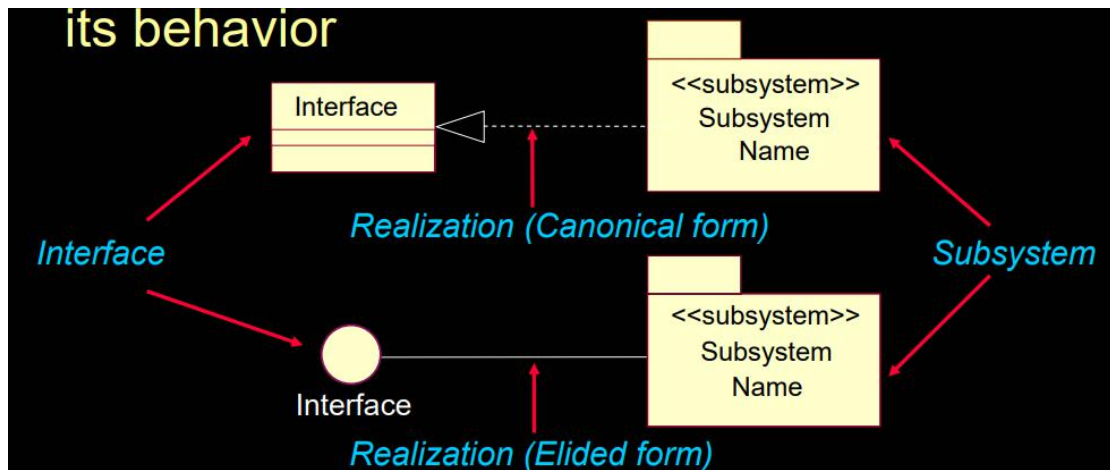 its behavior
Interface
<<subsystem>>
Subsystem
Name
Realization (Canonical form)
Interface
Subsystem
<<subsystem>>
Subsystem
Name
Interface
Realization (Elided form)